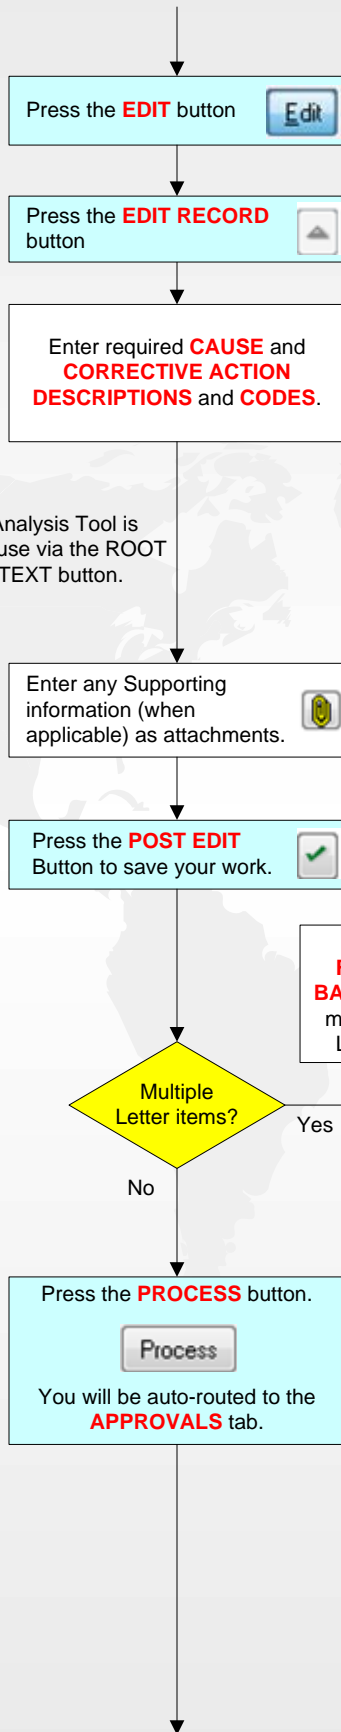 Press the EDIT button
Edit
Press the EDIT RECORD
button
Enter required CAUSE and
CORRECTIVE ACTION
DESCRIPTIONS and CODES.
Analysis Tool is
use via the ROOT
TEXT button.
Enter any Supporting
information (when
applicable) as attachments.
Press the POST EDIT
Button to save your work.
BA
m
L
Multiple
Letter items?
Yes
No
Press the PROCESS button.
Process
You will be auto-routed to the
APPROVALS tab.